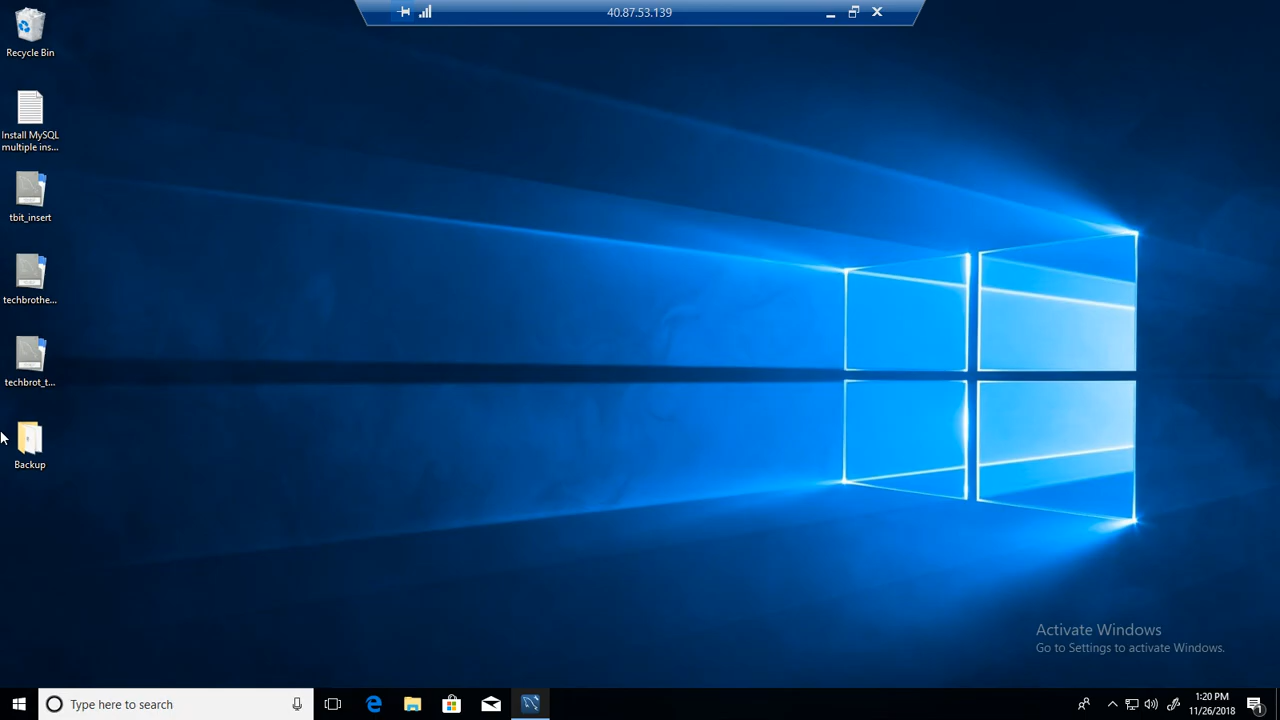 40.87.53.139
Recycle Bin
Install MySQL
multiple ins...
tbit_insert
techbrothe...
techbrot_t...
Backup
Activate Windows
Go to Settings to activate Windows.
Type here to search
1:20 PM
11/26/2018
1